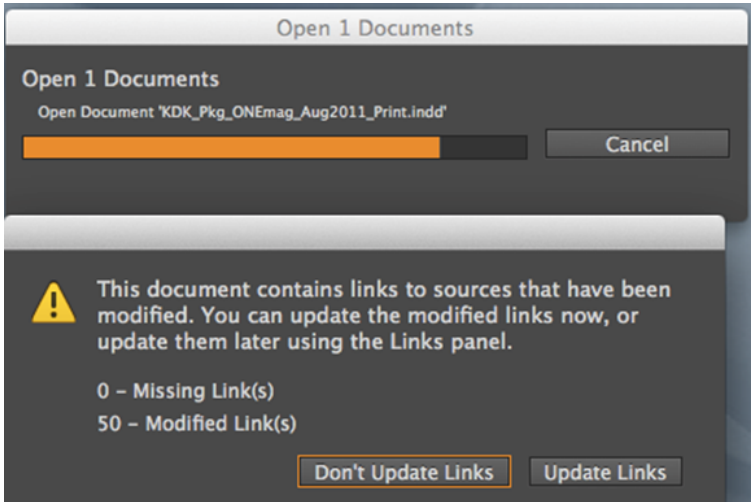 Open 1 Documents
Open 1 Documents
Open Document 'KDK_Pkg_ONEmag_Aug2011_Print.indd'
Cancel
This document contains links to sources that have been
modified. You can update the modified links now, or
update them later using the Links panel.
0 – Missing Link(s)
50 – Modified Link(s)
Don't Update Links
Update Links